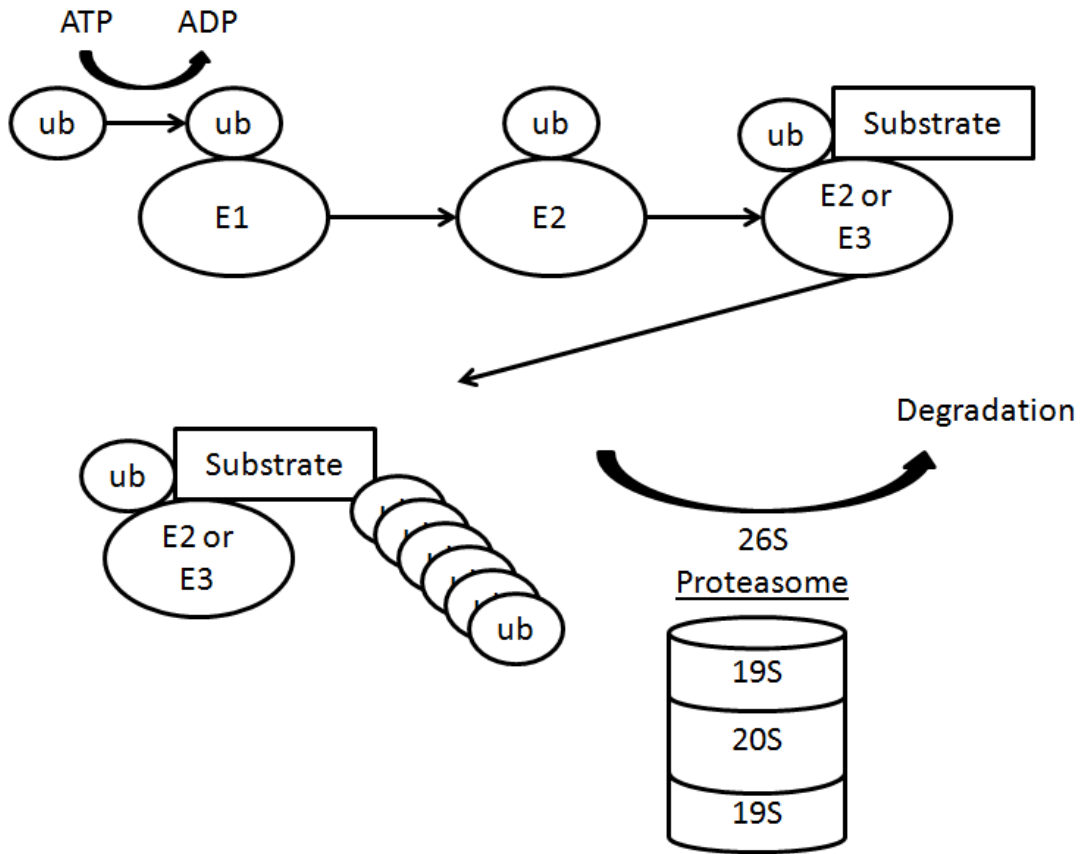 ATP ADP
ub ub ub ub Substrate
E1 E2 E2 or
E3
Degradation
ub Substrate
E2 or
E3
ub
26S
Proteasome
19S
20S
19S